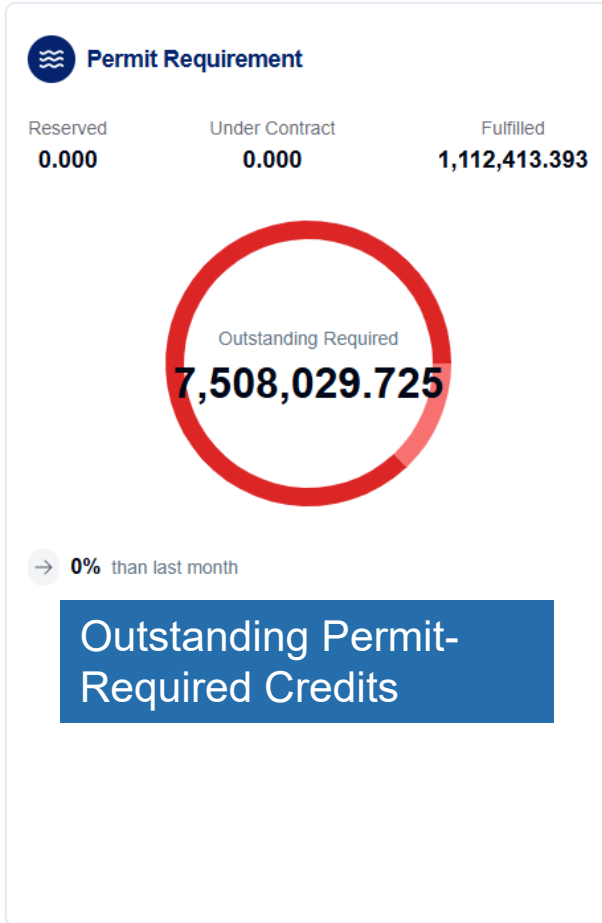 Permit Requirement
Reserved Under Contract Fulfilled
0.000 0.000 1,112,413.393
Outstanding Required
7,508,029.725
0% than last month
Outstanding Permit-
Required Credits